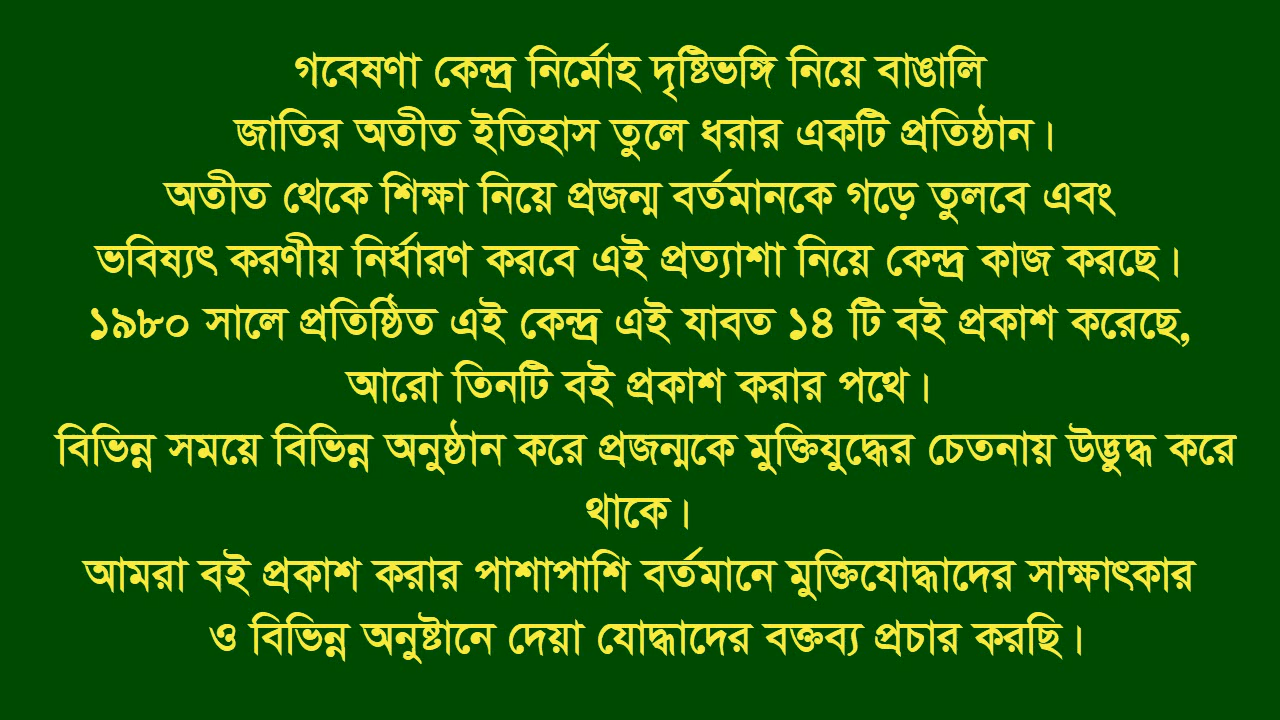 গবেষণা কেন্দ্র নির্মোহ দৃষ্টিভঙ্গি নিয়ে বাঙালি
জাতির অতীত ইতিহাস তুলে ধরার একটি প্রতিষ্ঠান।
অতীত থেকে শিক্ষা নিয়ে প্রজন্ম বর্তমানকে গড়ে তুলবে এবং
ভবিষ্যৎ করণীয় নির্ধারণ করবে এই প্রত্যাশা নিয়ে কেন্দ্র কাজ করছে।
১৯৮০ সালে প্রতিষ্ঠিত এই কেন্দ্র এই যাবত ১৪ টি বই প্রকাশ করেছে,
আরো তিনটি বই প্রকাশ করার পথে।
বিভিন্ন সময়ে বিভিন্ন অনুষ্ঠান করে প্রজন্মকে মুক্তিযুদ্ধের চেতনায় উদ্ভুদ্ধ করে
থাকে।
আমরা বই প্রকাশ করার পাশাপাশি বর্তমানে মুক্তিযোদ্ধাদের সাক্ষাৎকার
ও বিভিন্ন অনুষ্টানে দেয়া যোদ্ধাদের বক্তব্য প্রচার করছি।